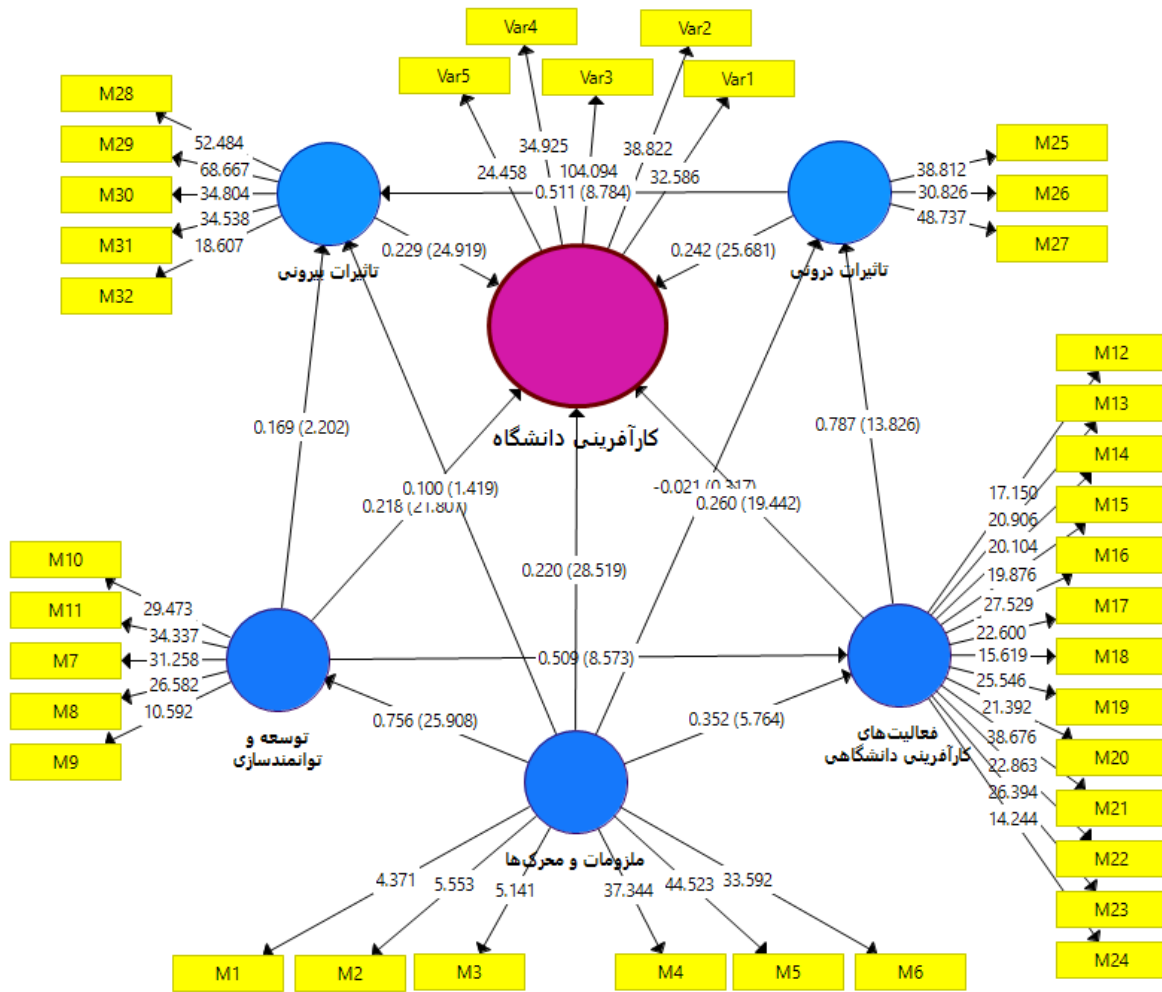 Var4
Var2
Var5
Var3
Var1
M28
M29
M30
M31
M32
52.484
68.667
34.804
34.538
18.607
24.458
34.925
104.094
38.822
32.586
M25
M26
M27
38.812
30.826
48.737
0.511 (8.784)
0.229 (24.919)
0.242 (25.681)
تاثیرات بیرونی
تاثیرات درونی
کارآفرینی دانشگاه
0.169 (2.202)
0.787 (13.826)
0.100 (1.419)
0.218 (21.807)
-0.021 (0.317)
0.260 (19.442)
0.220 (28.519)
M12
M13
M14
M15
M16
M17
M18
M19
M20
M21
M22
M23
M24
17.150
20.906
20.104
19.876
27.529
22.600
15.619
25.546
21.392
38.676
22.863
26.394
14.244
M10
M11
M7
M8
M9
29.473
34.337
31.258
26.582
10.592
0.509 (8.573)
0.756 (25.908)
0.352 (5.764)
توسعه و
توانمندسازی
فعالیت‌های
کارآفرینی دانشگاهی
ملزومات و محرک‌ها
4.371
5.553
5.141
37.344
44.523
33.592
M1
M2
M3
M4
M5
M6